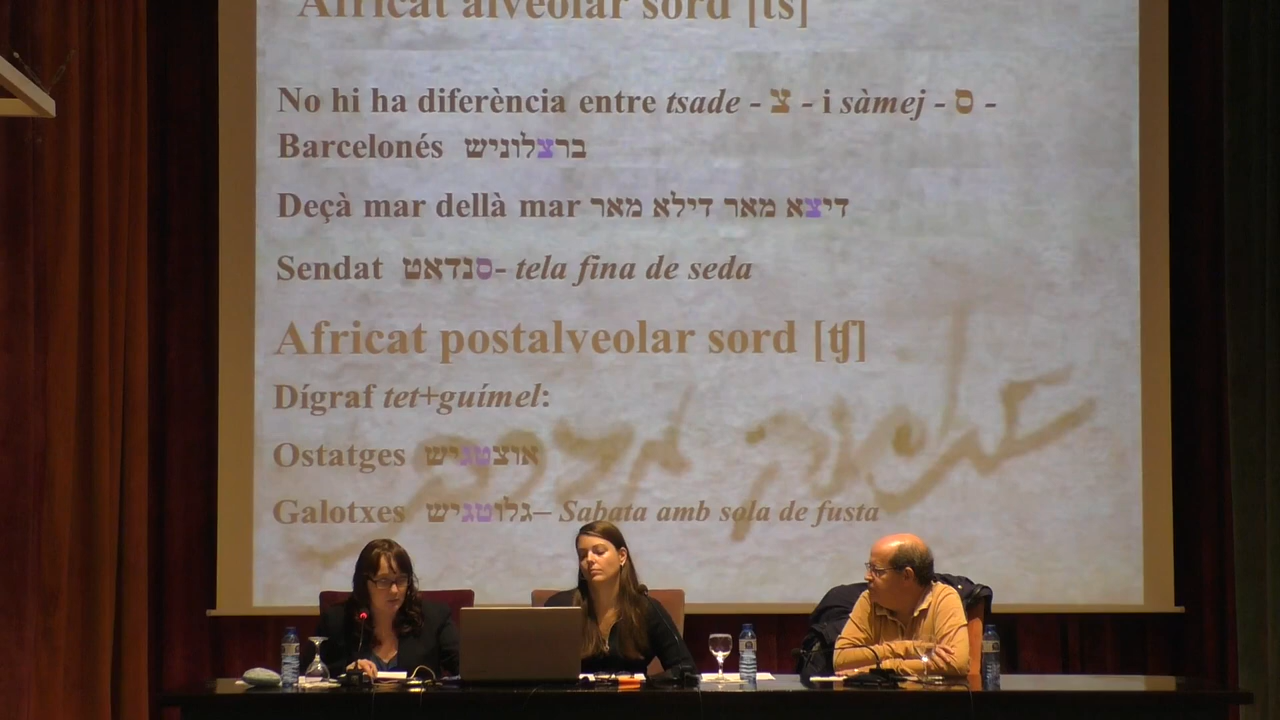 Africat alveolar sord [ts]
No hi ha diferència entre tsade - צ - i sàmej - ס -
Barcelonés ברצלוניש
Deçà mar dellà mar דיצא מאר דילא מאר
Sendat סנדאט- tela fina de seda
Africat postalveolar sord [ʧ]
Dígraf tet+guímel:
Ostatges אוצטגיש
Galotxes גלוטגיש– Sabata amb sola de fusta